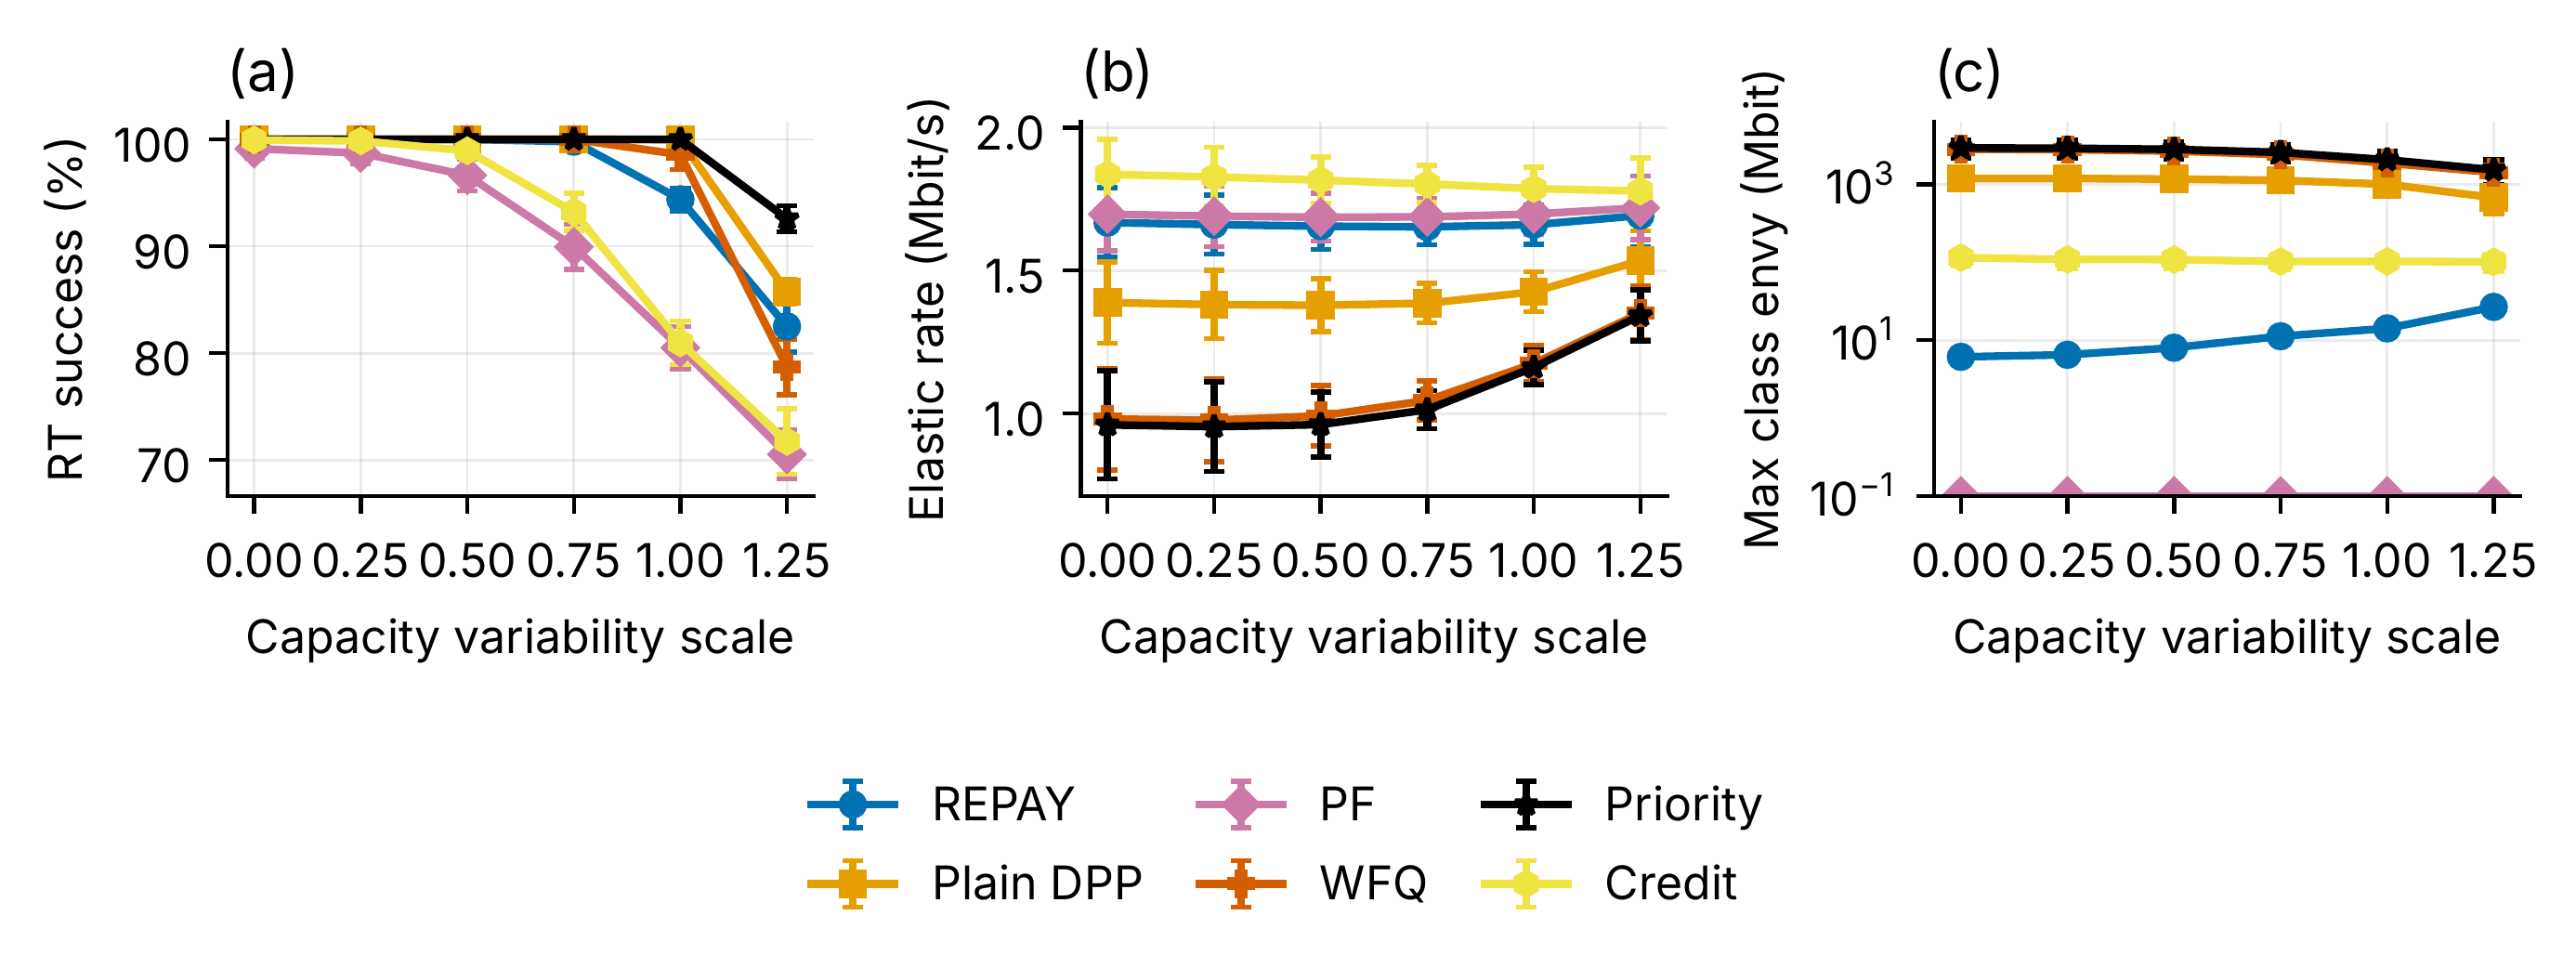 (a)
RT success (%)
100
90
80
70
0.00 0.25 0.50 0.75 1.00 1.25
Capacity variability scale
(b)
Elastic rate (Mbit/s)
2.0
1.5
1.0
0.00 0.25 0.50 0.75 1.00 1.25
Capacity variability scale
(c)
Max class envy (Mbit)
10³
10¹
10⁻¹
0.00 0.25 0.50 0.75 1.00 1.25
Capacity variability scale
REPAY
PF
Priority
Plain DPP
WFQ
Credit